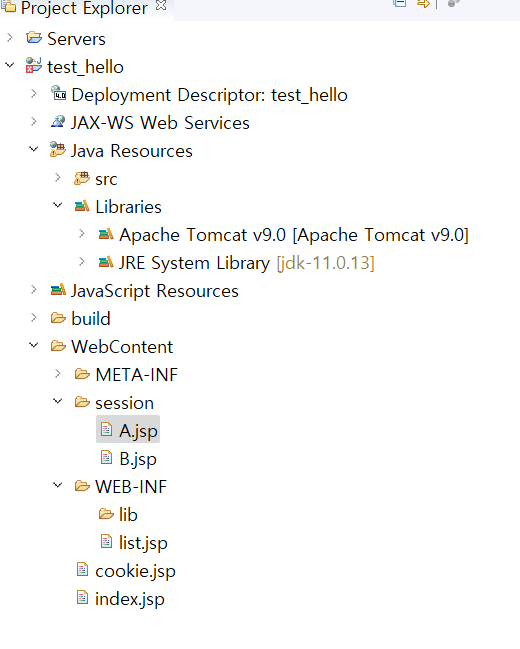 Project Explorer
Servers
test_hello
Deployment Descriptor: test_hello
JAX-WS Web Services
Java Resources
src
Libraries
Apache Tomcat v9.0 [Apache Tomcat v9.0]
JRE System Library [jdk-11.0.13]
JavaScript Resources
build
WebContent
META-INF
session
A.jsp
B.jsp
WEB-INF
lib
list.jsp
cookie.jsp
index.jsp